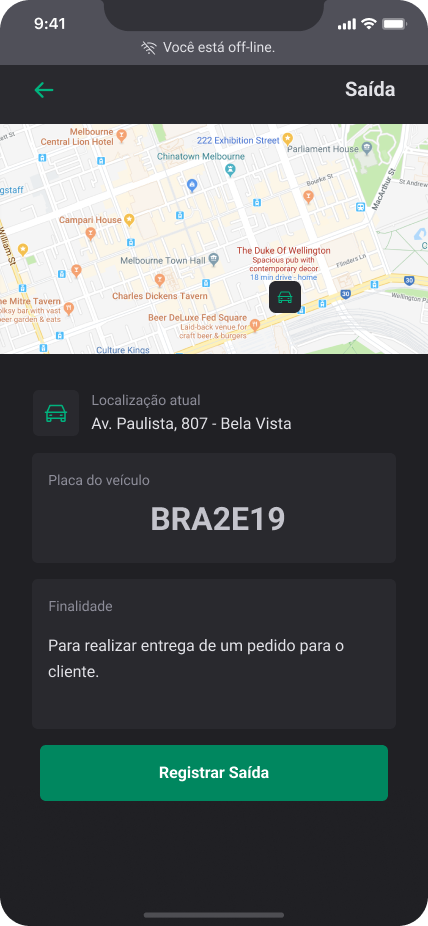 9:41
Você está off-line.
Saída
Melbourne
Central Lion Hotel
222 Exhibition Street
Parliament House
Chinatown Melbourne
Bourke St
MacArthur St
St Andrew
gstaff
Campari House
William St
The Duke Of Wellington
Spacious pub with
contemporary decor
18 min drive - home
Melbourne Town Hall
Flinders Ln
30
30
Charles Dickens Tavern
Wellington Pa
he Mitre Tavern
olkay bar with vast
beer garden & eats
Beer DeLuxe Fed Square
Laid-back venue for
craft beer & burgers
Culture Kings
Localização atual
Av. Paulista, 807 - Bela Vista
Placa do veículo
BRA2E19
Finalidade
Para realizar entrega de um pedido para o
cliente.
Registrar Saída